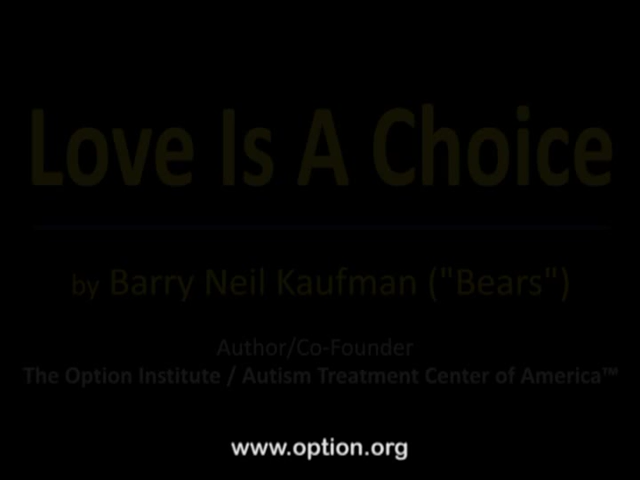 Love Is A Choice
by Barry Neil Kaufman ("Bears")
Author/Co-Founder
The Option Institute / Autism Treatment Center of America™
www.option.org